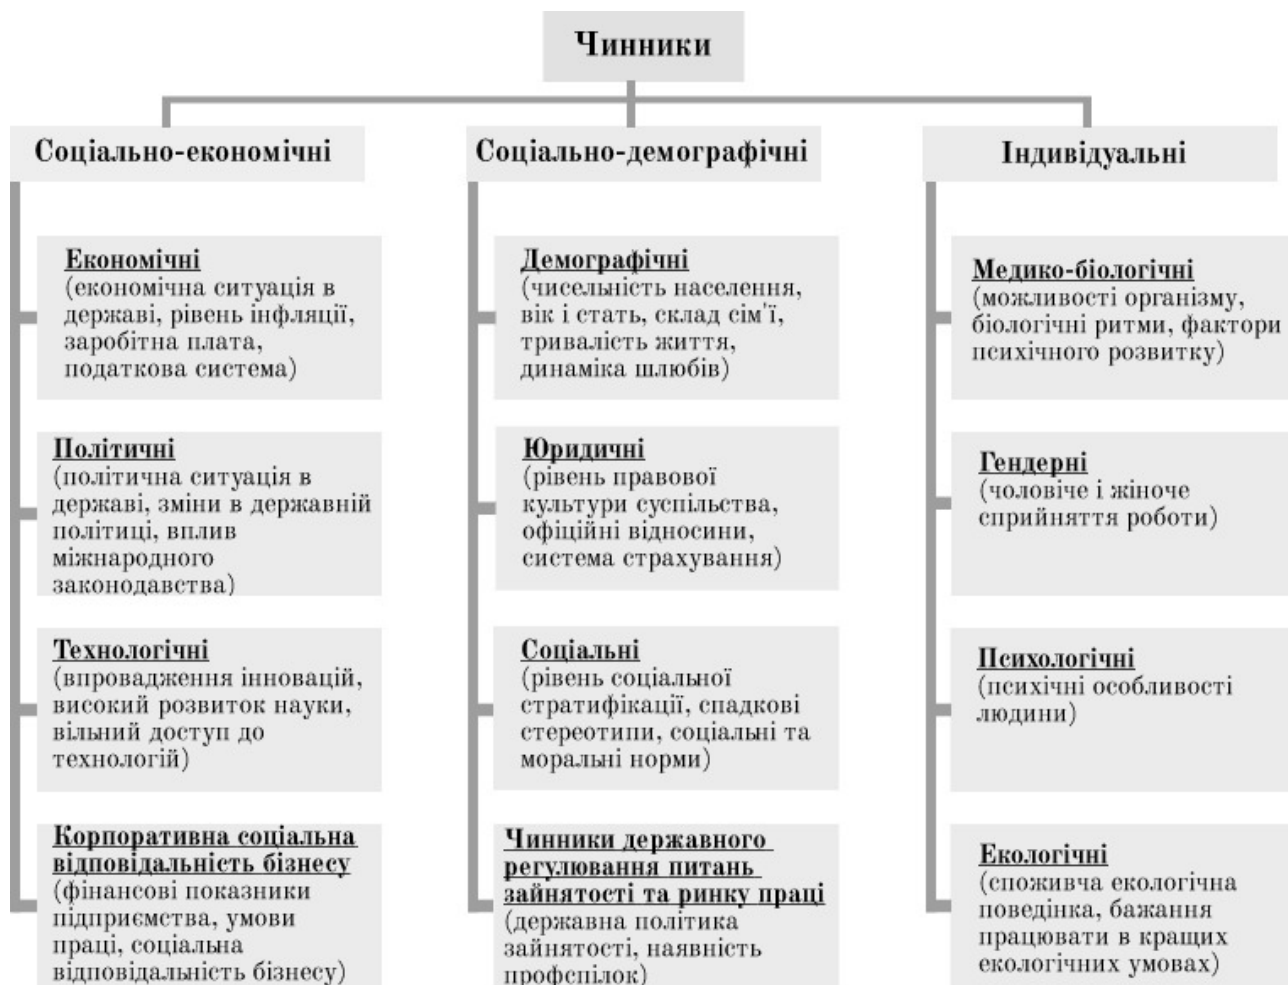 Чинники
Соціально-економічні
Економічні
(економічна ситуація в
державі, рівень інфляції,
заробітна плата,
податкова система)
Політичні
(політична ситуація в
державі, зміни в державній
політиці, вплив
міжнародного
законодавства)
Технологічні
(впровадження інновацій,
високий розвиток науки,
вільний доступ до
технологій)
Корпоративна соціальна
відповідальність бізнесу
(фінансові показники
підприємства, умови
праці, соціальна
відповідальність бізнесу)
Соціально-демографічні
Демографічні
(чисельність населення,
вік і стать, склад сім'ї,
тривалість життя,
динаміка шлюбів)
Юридичні
(рівень правової
культури суспільства,
офіційні відносини,
система страхування)
Соціальні
(рівень соціальної
стратифікації, спадкові
стереотипи, соціальні та
моральні норми)
Чинники державного
регулювання питань
зайнятості та ринку праці
(державна політика
зайнятості, наявність
профспілок)
Індивідуальні
Медико-біологічні
(можливості організму,
біологічні ритми, фактори
психічного розвитку)
Гендерні
(чоловіче і жіноче
сприйняття роботи)
Психологічні
(психічні особливості
людини)
Екологічні
(споживча екологічна
поведінка, бажання
працювати в кращих
екологічних умовах)